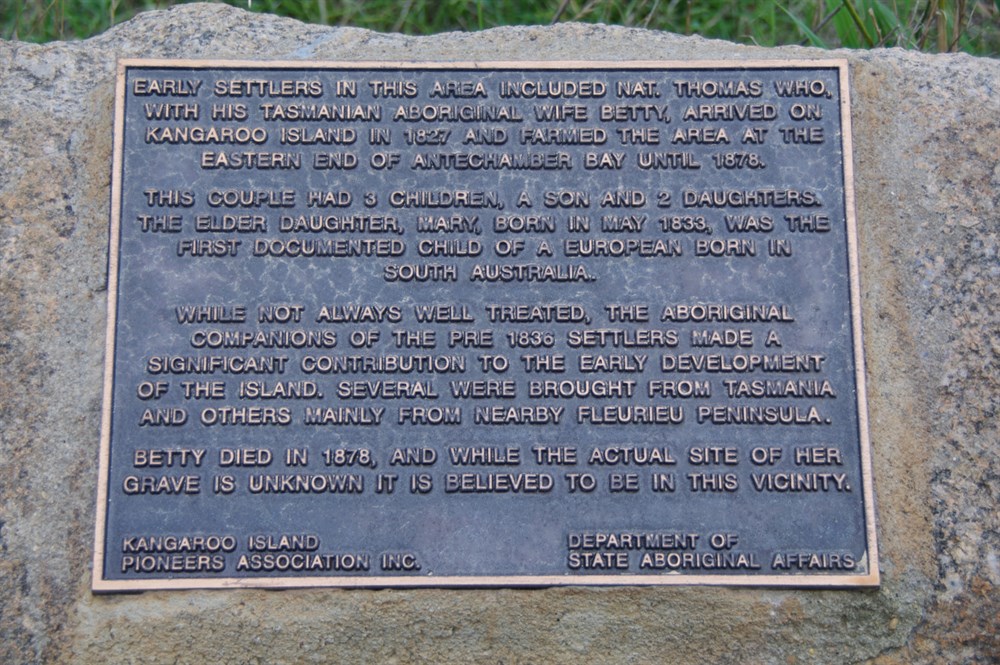 EARLY SETTLERS IN THIS AREA INCLUDED NAT. THOMAS WHO,
WITH HIS TASMANIAN ABORIGINAL WIFE BETTY, ARRIVED ON
KANGAROO ISLAND IN 1827 AND FARMED THE AREA AT THE
EASTERN END OF ANTECHAMBER BAY UNTIL 1878.
THIS COUPLE HAD 3 CHILDREN, A SON AND 2 DAUGHTERS.
THE ELDER DAUGHTER, MARY, BORN IN MAY 1833, WAS THE
FIRST DOCUMENTED CHILD OF A EUROPEAN BORN IN
SOUTH AUSTRALIA.
WHILE NOT ALWAYS WELL TREATED, THE ABORIGINAL
COMPANIONS OF THE PRE 1836 SETTLERS MADE A
SIGNIFICANT CONTRIBUTION TO THE EARLY DEVELOPMENT
OF THE ISLAND. SEVERAL WERE BROUGHT FROM TASMANIA
AND OTHERS MAINLY FROM NEARBY FLEURIEU PENINSULA.
BETTY DIED IN 1878, AND WHILE THE ACTUAL SITE OF HER
GRAVE IS UNKNOWN IT IS BELIEVED TO BE IN THIS VICINITY.
KANGAROO ISLAND
PIONEERS ASSOCIATION INC.
DEPARTMENT OF
STATE ABORIGINAL AFFAIRS